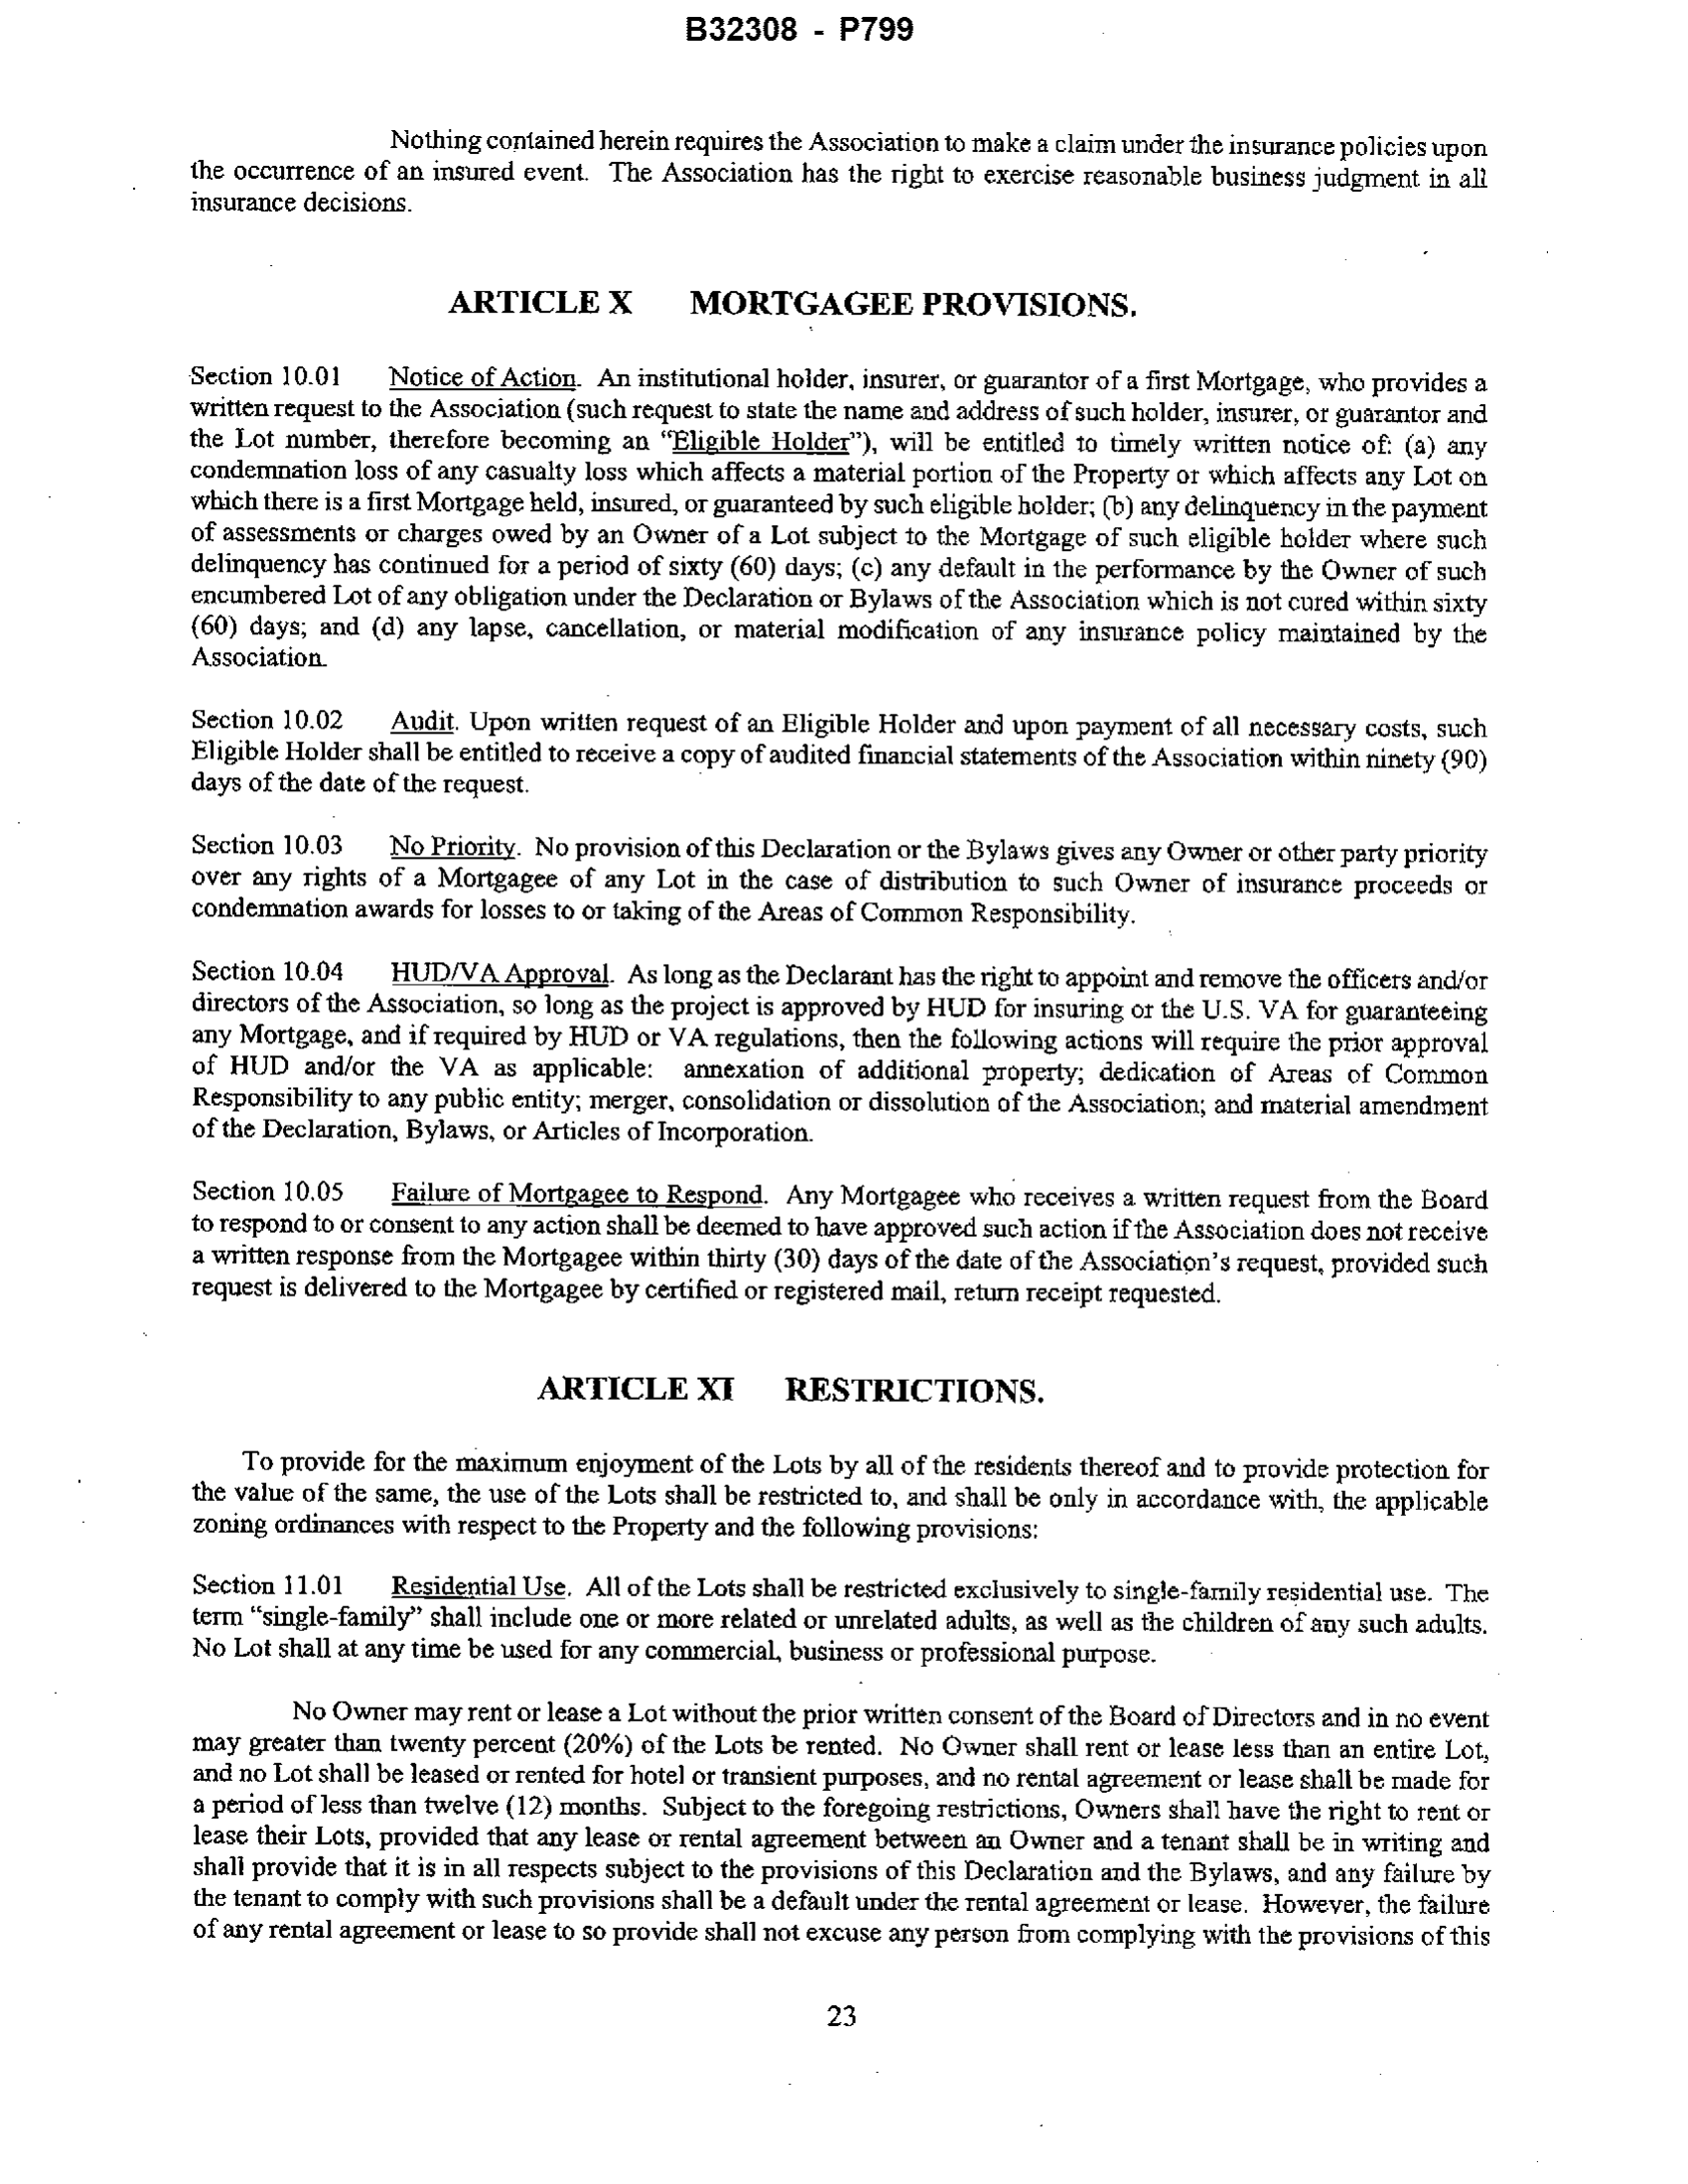 B32308 - P799
Nothing contained herein requires the Association to make a claim under the insurance policies upon
the occurrence of an insured event. The Association has the right to exercise reasonable business judgment in all
insurance decisions.
ARTICLE X MORTGAGEE PROVISIONS.
Section 10.01 Notice of Action. An institutional holder, insurer, or guarantor of a first Mortgage, who provides a
written request to the Association (such request to state the name and address of such holder, insurer, or guarantor and
the Lot number, therefore becoming an “Eligible Holder”), will be entitled to timely written notice of: (a) any
condemnation loss of any casualty loss which affects a material portion of the Property or which affects any Lot on
which there is a first Mortgage held, insured, or guaranteed by such eligible holder; (b) any delinquency in the payment
of assessments or charges owed by an Owner of a Lot subject to the Mortgage of such eligible holder where such
delinquency has continued for a period of sixty (60) days; (c) any default in the performance by the Owner of such
encumbered Lot of any obligation under the Declaration or Bylaws of the Association which is not cured within sixty
(60) days; and (d) any lapse, cancellation, or material modification of any insurance policy maintained by the
Association.
Section 10.02 Audit. Upon written request of an Eligible Holder and upon payment of all necessary costs, such
Eligible Holder shall be entitled to receive a copy of audited financial statements of the Association within ninety (90)
days of the date of the request.
Section 10.03 No Priority. No provision of this Declaration or the Bylaws gives any Owner or other party priority
over any rights of a Mortgagee of any Lot in the case of distribution to such Owner of insurance proceeds or
condemnation awards for losses to or taking of the Areas of Common Responsibility.
Section 10.04 HUD/VA Approval. As long as the Declarant has the right to appoint and remove the officers and/or
directors of the Association, so long as the project is approved by HUD for insuring or the U.S. VA for guaranteeing
any Mortgage, and if required by HUD or VA regulations, then the following actions will require the prior approval
of HUD and/or the VA as applicable: annexation of additional property; dedication of Areas of Common
Responsibility to any public entity; merger, consolidation or dissolution of the Association; and material amendment
of the Declaration, Bylaws, or Articles of Incorporation.
Section 10.05 Failure of Mortgagee to Respond. Any Mortgagee who receives a written request from the Board
to respond to or consent to any action shall be deemed to have approved such action if the Association does not receive
a written response from the Mortgagee within thirty (30) days of the date of the Association’s request, provided such
request is delivered to the Mortgagee by certified or registered mail, return receipt requested.
ARTICLE XI RESTRICTIONS.
To provide for the maximum enjoyment of the Lots by all of the residents thereof and to provide protection for
the value of the same, the use of the Lots shall be restricted to, and shall be only in accordance with, the applicable
zoning ordinances with respect to the Property and the following provisions:
Section 11.01 Residential Use. All of the Lots shall be restricted exclusively to single-family residential use. The
term “single-family” shall include one or more related or unrelated adults, as well as the children of any such adults.
No Lot shall at any time be used for any commercial, business or professional purpose.
No Owner may rent or lease a Lot without the prior written consent of the Board of Directors and in no event
may greater than twenty percent (20%) of the Lots be rented. No Owner shall rent or lease less than an entire Lot,
and no Lot shall be leased or rented for hotel or transient purposes, and no rental agreement or lease shall be made for
a period of less than twelve (12) months. Subject to the foregoing restrictions, Owners shall have the right to rent or
lease their Lots, provided that any lease or rental agreement between an Owner and a tenant shall be in writing and
shall provide that it is in all respects subject to the provisions of this Declaration and the Bylaws, and any failure by
the tenant to comply with such provisions shall be a default under the rental agreement or lease. However, the failure
of any rental agreement or lease to so provide shall not excuse any person from complying with the provisions of this
23